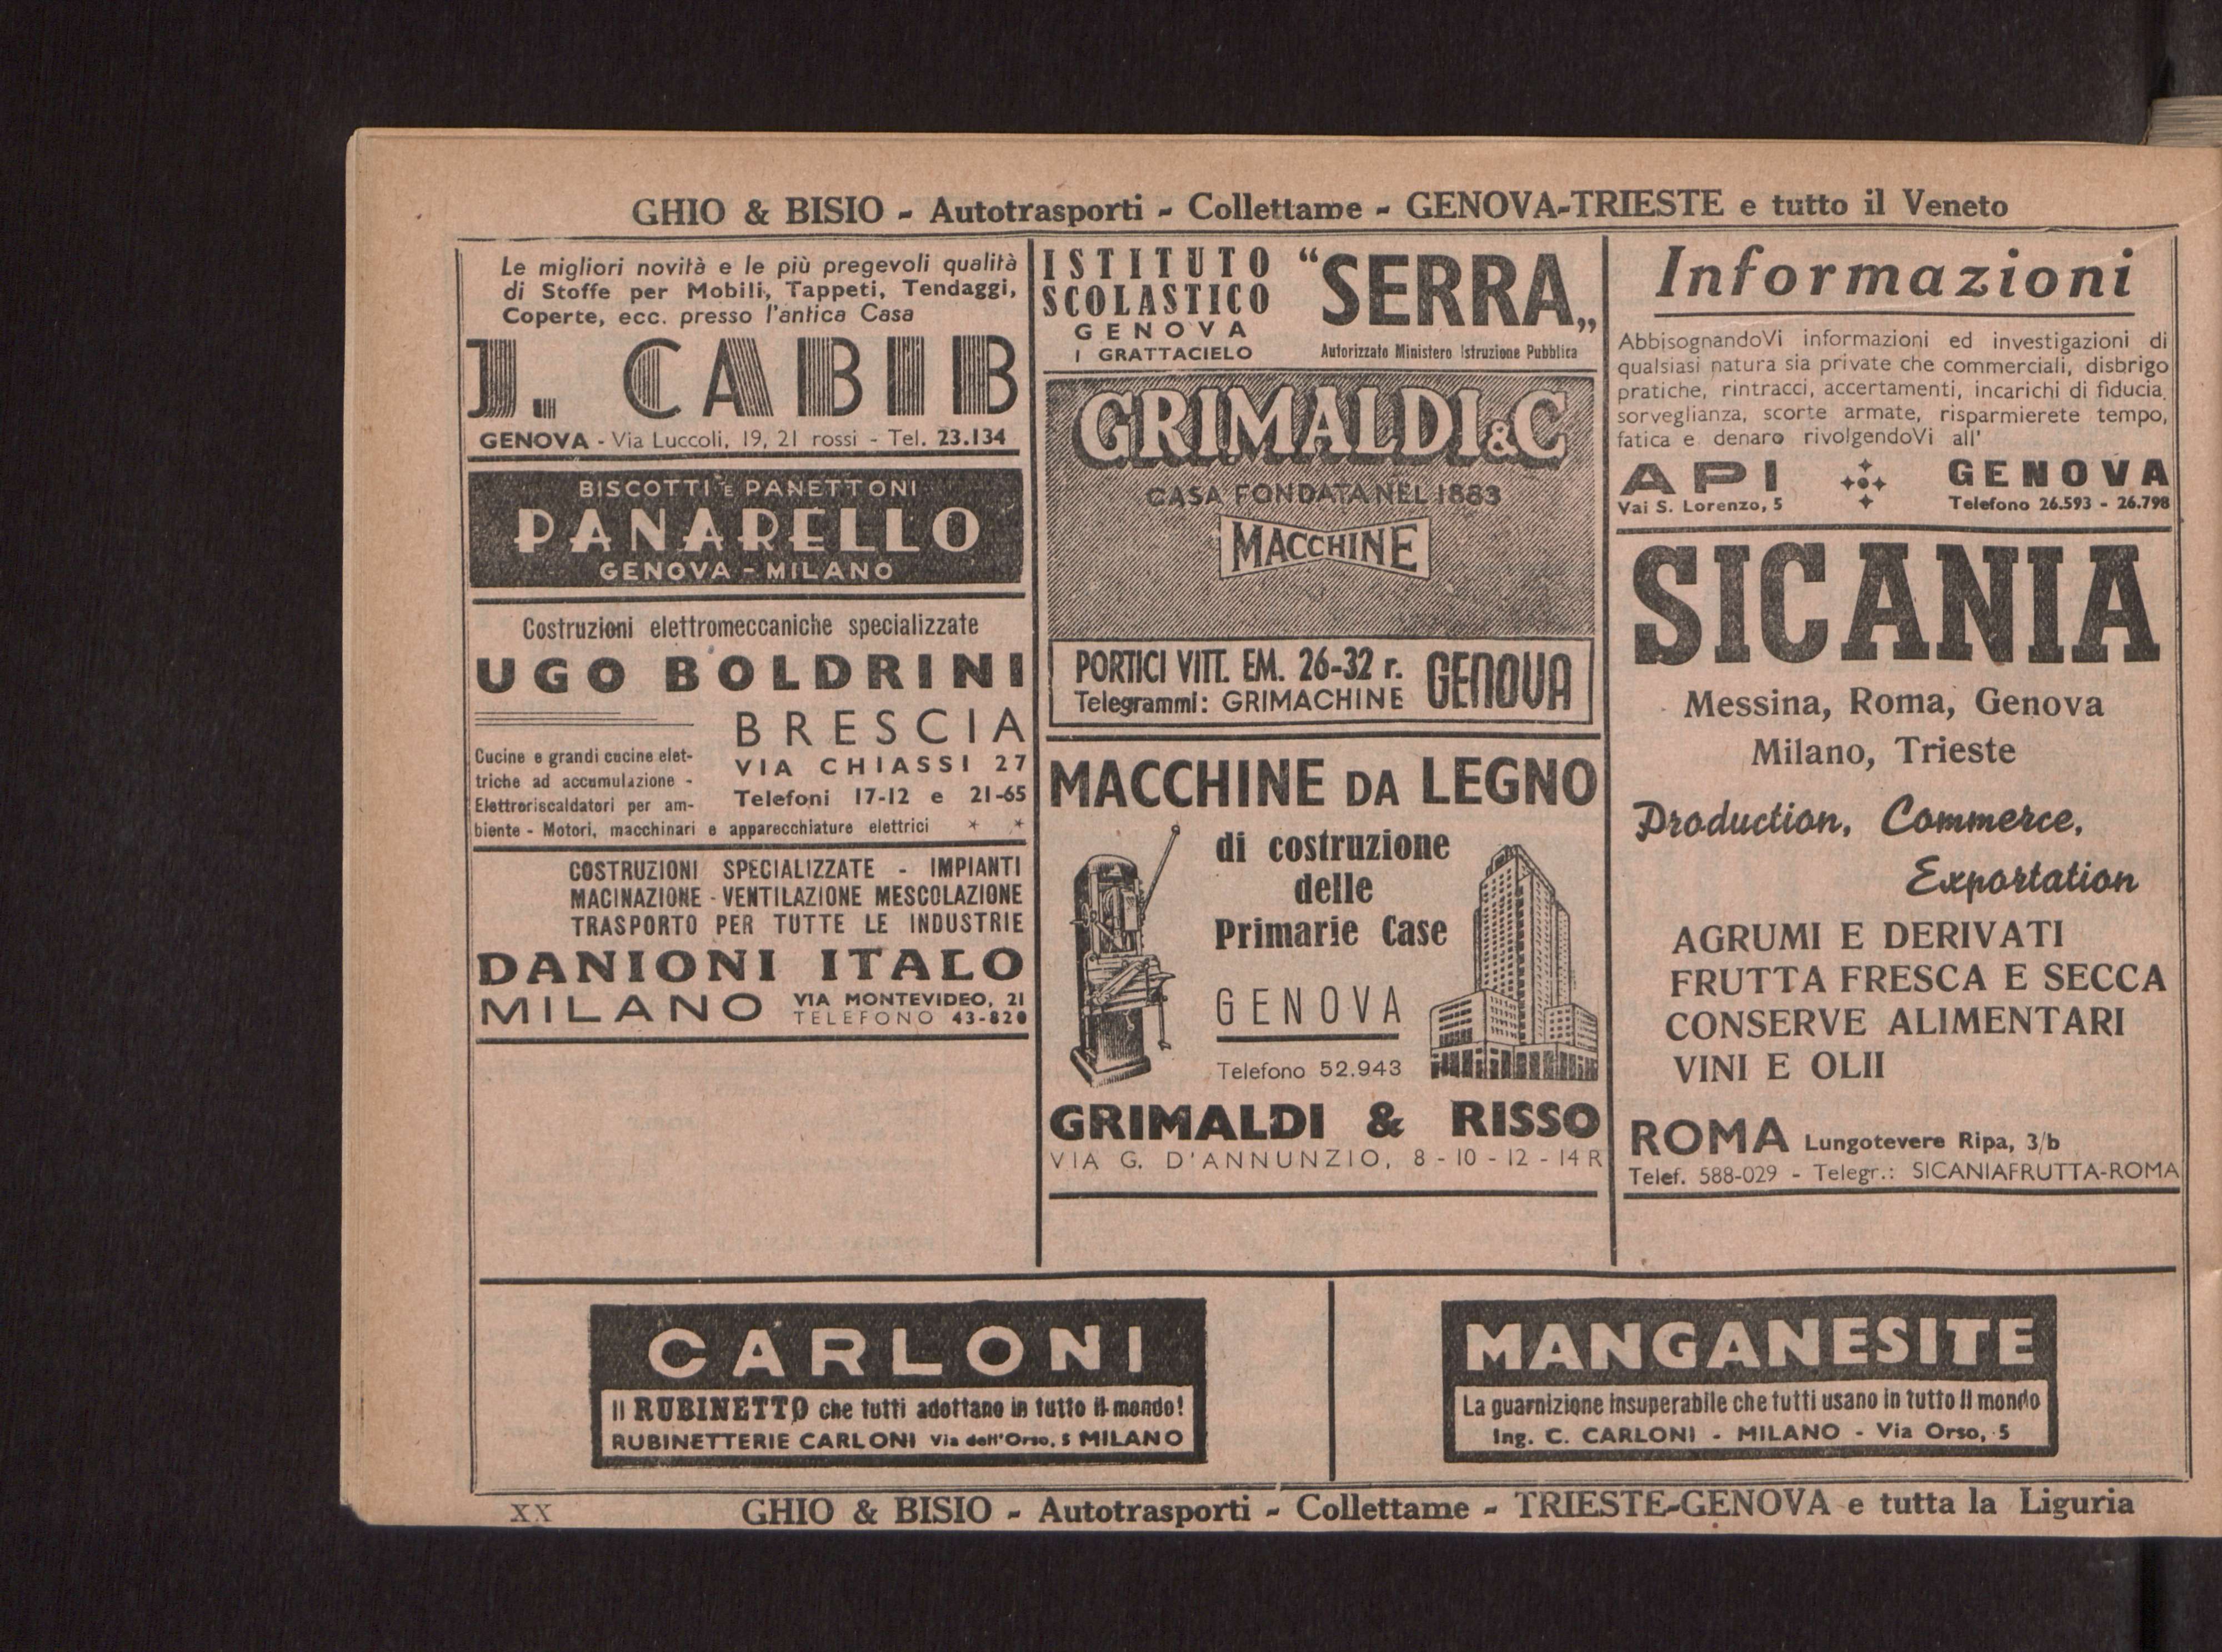 GHIO & BISIO - Autotrasporti - Collettame - GENOVA-TRIESTE e tutto il Veneto
Le migliori novità e le più pregevoli qualità
di Stoffe per Mobili, Tappeti, Tendaggi,
Coperte, ecc. presso l'antica Casa
J. CABIB
GENOVA - Via Luccoli, 19, 21 rossi - Tel. 23.134
BISCOTTI E PANETTONI
PANARELLO
GENOVA - MILANO
Costruzioni elettromeccaniche specializzate
UGO BOLDRINI
BRESCIA
VIA CHIASSI 27
Telefoni 17-12 e 21-65
Cucine e grandi cucine elet-
triche ad accumulazione -
Elettroriscaldatori per am-
biente - Motori, macchinari e apparecchiature elettrici * *
COSTRUZIONI SPECIALIZZATE - IMPIANTI
MACINAZIONE - VENTILAZIONE MESCOLAZIONE
TRASPORTO PER TUTTE LE INDUSTRIE
DANIONI ITALO
MILANO VIA MONTEVIDEO, 21
TELEFONO 43-820
ISTITUTO
SCOLASTICO
GENOVA
I GRATTACIELO
“SERRA„
Autorizzato Ministero Istruzione Pubblica
GRIMALDI & C
CASA FONDATA NEL 1883
MACCHINE
PORTICI VITT. EM. 26-32 r. GENOVA
Telegrammi: GRIMACHINE
MACCHINE DA LEGNO
di costruzione
delle
Primarie Case
GENOVA
Telefono 52.943
GRIMALDI & RISSO
VIA G. D'ANNUNZIO, 8 - 10 - 12 - 14 R
Informazioni
AbbisognandoVi informazioni ed investigazioni di
qualsiasi natura sia private che commerciali, disbrigo
pratiche, rintracci, accertamenti, incarichi di fiducia,
sorveglianza, scorte armate, risparmierete tempo,
fatica e denaro rivolgendoVi all'
API GENOVA
Vai S. Lorenzo, 5 Telefono 26.593 - 26.798
SICANIA
Messina, Roma, Genova
Milano, Trieste
Production, Commerce,
Exportation
AGRUMI E DERIVATI
FRUTTA FRESCA E SECCA
CONSERVE ALIMENTARI
VINI E OLII
ROMA Lungotevere Ripa, 3/b
Telef. 588-029 - Telegr.: SICANIAFRUTTA-ROMA
CARLONI
Il RUBINETTO che tutti adottano in tutto il mondo!
RUBINETTERIE CARLONI Via dell'Orso, 5 MILANO
MANGANESITE
La guarnizione insuperabile che tutti usano in tutto il mondo
Ing. C. CARLONI - MILANO - Via Orso, 5
XX GHIO & BISIO - Autotrasporti - Collettame - TRIESTE-GENOVA e tutta la Liguria